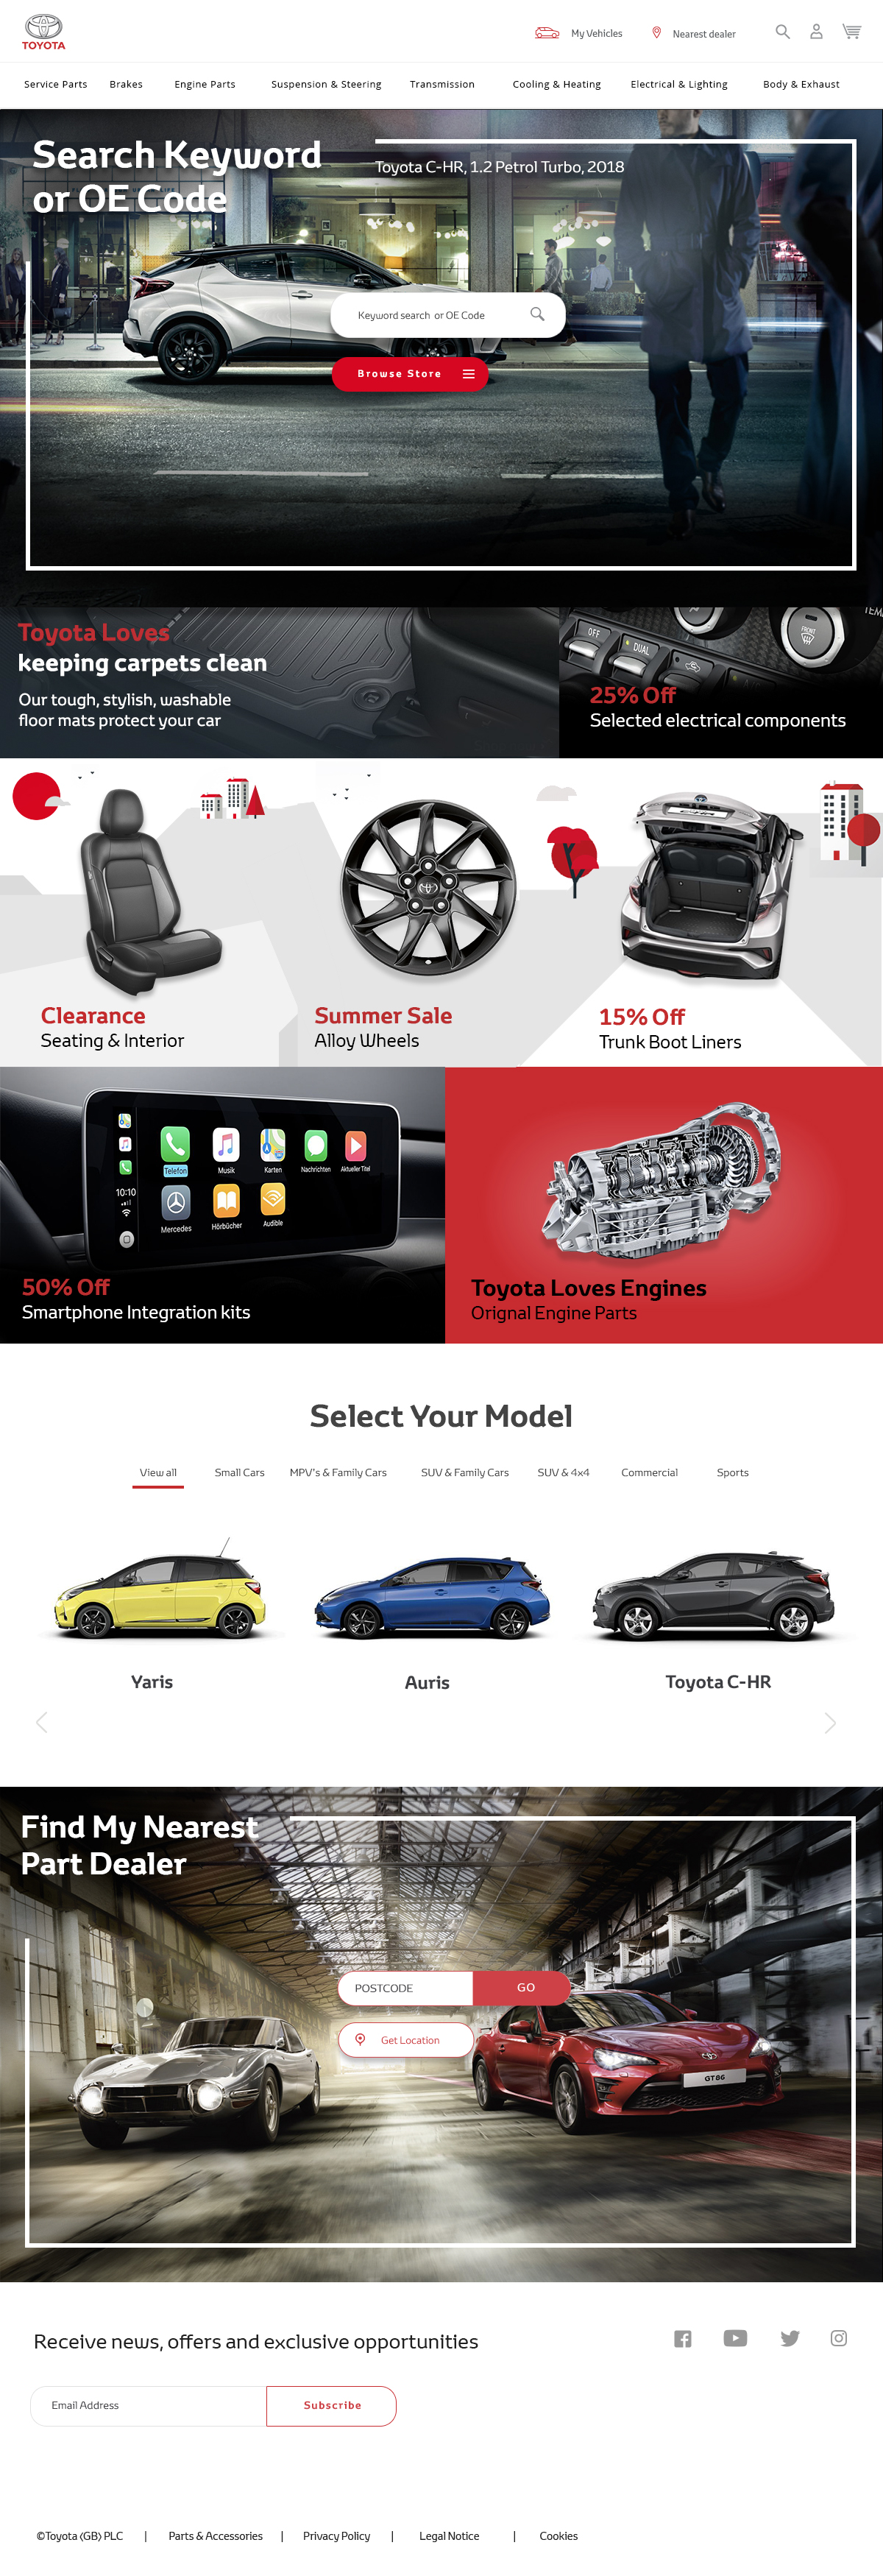 TOYOTA
My Vehicles
Nearest dealer
Service Parts
Brakes
Engine Parts
Suspension & Steering
Transmission
Cooling & Heating
Electrical & Lighting
Body & Exhaust
Search Keyword
or OE Code
Toyota C-HR, 1.2 Petrol Turbo, 2018
Keyword search or OE Code
Browse Store
Toyota Loves
keeping carpets clean
Our tough, stylish, washable
floor mats protect your car
OFF
DUAL
FRONT
25% Off
Selected electrical components
C-HR
Clearance
Seating & Interior
Summer Sale
Alloy Wheels
15% Off
Trunk Boot Liners
10:10
Telefon
Musik
Karten
Nachrichten
Aktueller Titel
Mercedes
Hörbücher
Audible
50% Off
Smartphone Integration kits
Toyota Loves Engines
Orignal Engine Parts
Select Your Model
View all
Small Cars
MPV's & Family Cars
SUV & Family Cars
SUV & 4x4
Commercial
Sports
Yaris
Auris
Toyota C-HR
Find My Nearest
Part Dealer
POSTCODE
GO
Get Location
GT86
Receive news, offers and exclusive opportunities
Email Address
Subscribe
©Toyota (GB) PLC | Parts & Accessories | Privacy Policy | Legal Notice | Cookies